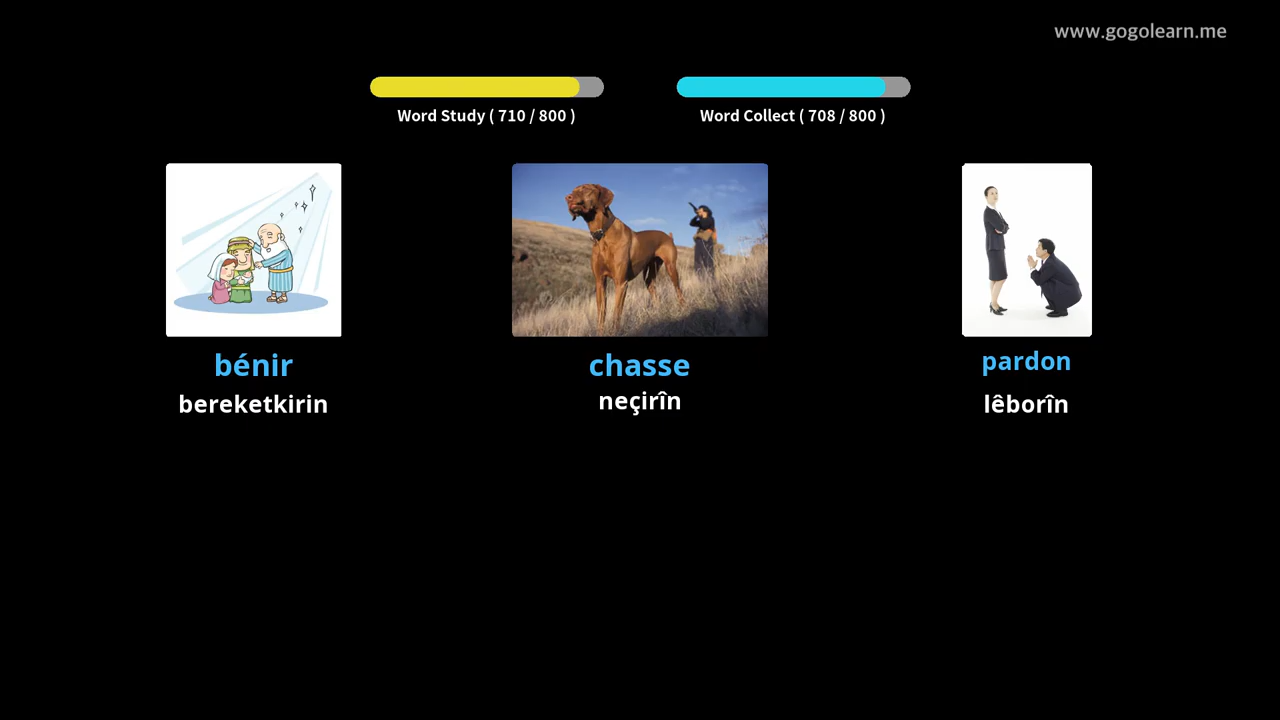 www.gogolearn.me
Word Study ( 710 / 800 )
Word Collect ( 708 / 800 )
bénir
bereketkirin
chasse
neçirîn
pardon
lêborîn